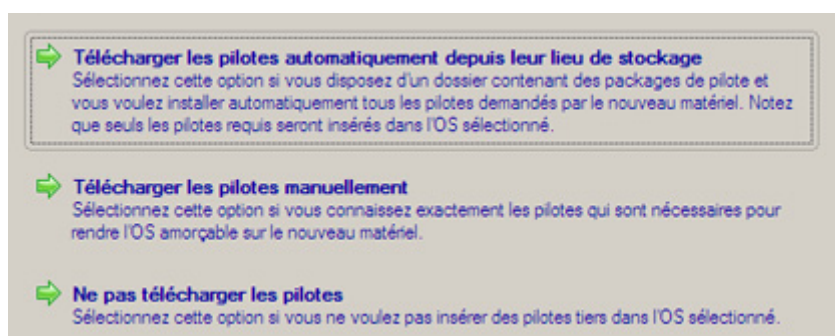 Télécharger les pilotes automatiquement depuis leur lieu de stockage
Sélectionnez cette option si vous disposez d'un dossier contenant des packages de pilote et
vous voulez installer automatiquement tous les pilotes demandés par le nouveau matériel. Notez
que seuls les pilotes requis seront insérés dans l'OS sélectionné.
Télécharger les pilotes manuellement
Sélectionnez cette option si vous connaissez exactement les pilotes qui sont nécessaires pour
rendre l'OS amorçable sur le nouveau matériel.
Ne pas télécharger les pilotes
Sélectionnez cette option si vous ne voulez pas insérer des pilotes tiers dans l'OS sélectionné.